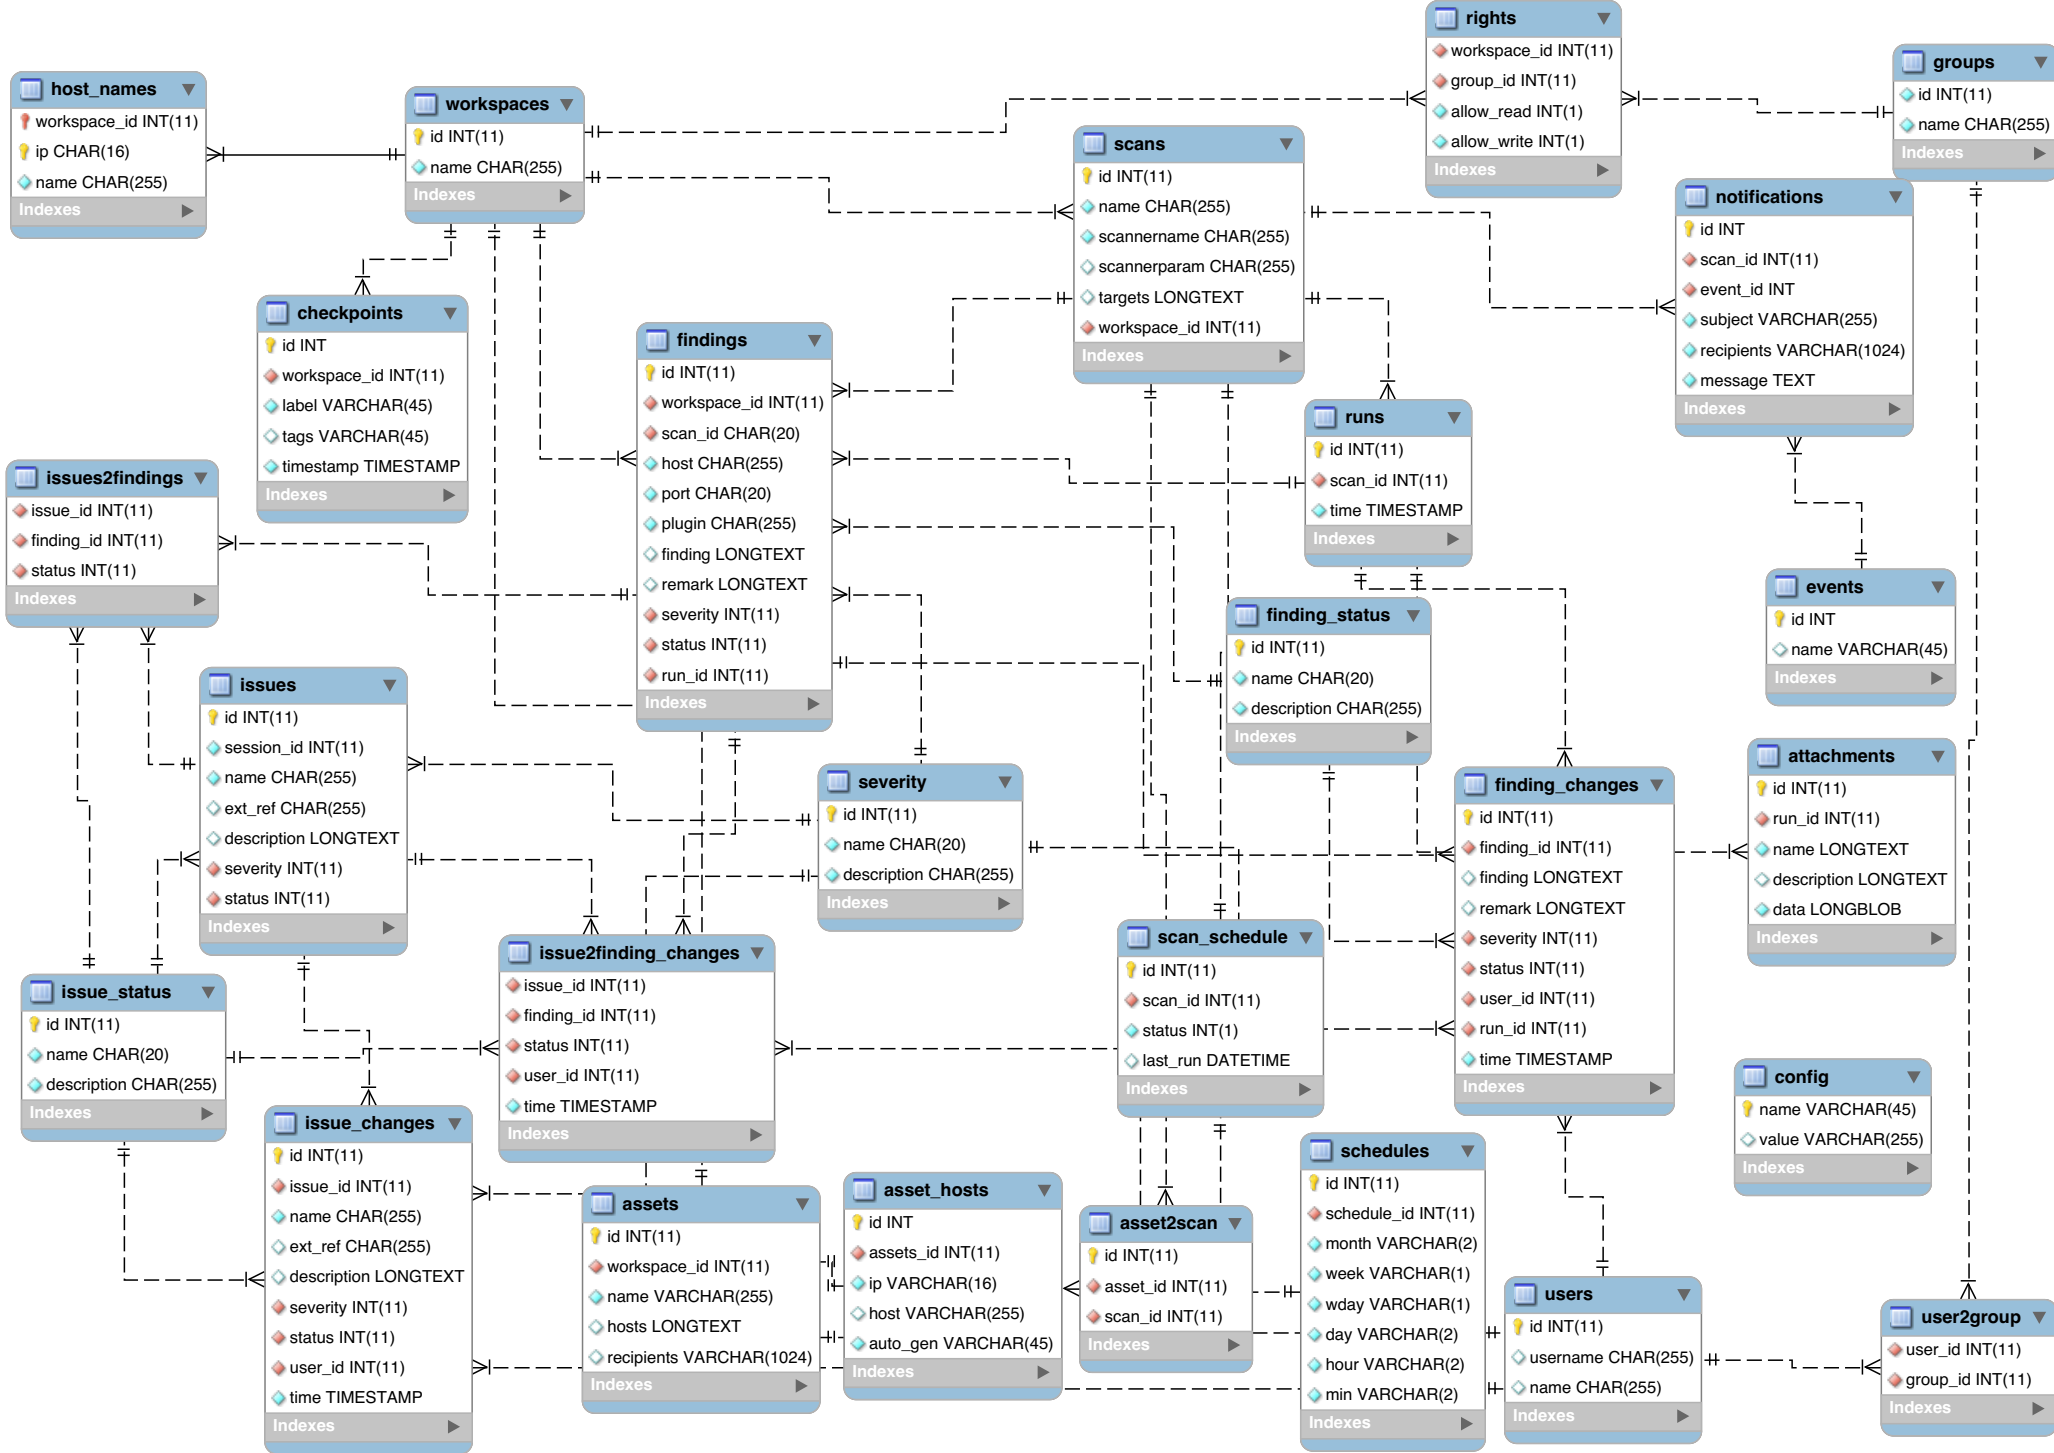 host_names
workspace_id INT(11)
ip CHAR(16)
name CHAR(255)
Indexes
workspaces
id INT(11)
name CHAR(255)
Indexes
rights
workspace_id INT(11)
group_id INT(11)
allow_read INT(1)
allow_write INT(1)
Indexes
groups
id INT(11)
name CHAR(255)
Indexes
scans
id INT(11)
name CHAR(255)
scannername CHAR(255)
scannerparam CHAR(255)
targets LONGTEXT
workspace_id INT(11)
Indexes
notifications
id INT
scan_id INT(11)
event_id INT
subject VARCHAR(255)
recipients VARCHAR(1024)
message TEXT
Indexes
checkpoints
id INT
workspace_id INT(11)
label VARCHAR(45)
tags VARCHAR(45)
timestamp TIMESTAMP
Indexes
findings
id INT(11)
workspace_id INT(11)
scan_id CHAR(20)
host CHAR(255)
port CHAR(20)
plugin CHAR(255)
finding LONGTEXT
remark LONGTEXT
severity INT(11)
status INT(11)
run_id INT(11)
Indexes
runs
id INT(11)
scan_id INT(11)
time TIMESTAMP
Indexes
issues2findings
issue_id INT(11)
finding_id INT(11)
status INT(11)
Indexes
events
id INT
name VARCHAR(45)
Indexes
finding_status
id INT(11)
name CHAR(20)
description CHAR(255)
Indexes
issues
id INT(11)
session_id INT(11)
name CHAR(255)
ext_ref CHAR(255)
description LONGTEXT
severity INT(11)
status INT(11)
Indexes
severity
id INT(11)
name CHAR(20)
description CHAR(255)
Indexes
finding_changes
id INT(11)
finding_id INT(11)
finding LONGTEXT
remark LONGTEXT
severity INT(11)
status INT(11)
user_id INT(11)
run_id INT(11)
time TIMESTAMP
Indexes
attachments
id INT(11)
run_id INT(11)
name LONGTEXT
description LONGTEXT
data LONGBLOB
Indexes
issue_status
id INT(11)
name CHAR(20)
description CHAR(255)
Indexes
issue2finding_changes
issue_id INT(11)
finding_id INT(11)
status INT(11)
user_id INT(11)
time TIMESTAMP
Indexes
scan_schedule
id INT(11)
scan_id INT(11)
status INT(1)
last_run DATETIME
Indexes
config
name VARCHAR(45)
value VARCHAR(255)
Indexes
issue_changes
id INT(11)
issue_id INT(11)
name CHAR(255)
ext_ref CHAR(255)
description LONGTEXT
severity INT(11)
status INT(11)
user_id INT(11)
time TIMESTAMP
Indexes
assets
id INT(11)
workspace_id INT(11)
name VARCHAR(255)
hosts LONGTEXT
recipients VARCHAR(1024)
Indexes
asset_hosts
id INT
assets_id INT(11)
ip VARCHAR(16)
host VARCHAR(255)
auto_gen VARCHAR(45)
Indexes
asset2scan
id INT(11)
asset_id INT(11)
scan_id INT(11)
Indexes
schedules
id INT(11)
schedule_id INT(11)
month VARCHAR(2)
week VARCHAR(1)
wday VARCHAR(1)
day VARCHAR(2)
hour VARCHAR(2)
min VARCHAR(2)
Indexes
users
id INT(11)
username CHAR(255)
name CHAR(255)
Indexes
user2group
user_id INT(11)
group_id INT(11)
Indexes